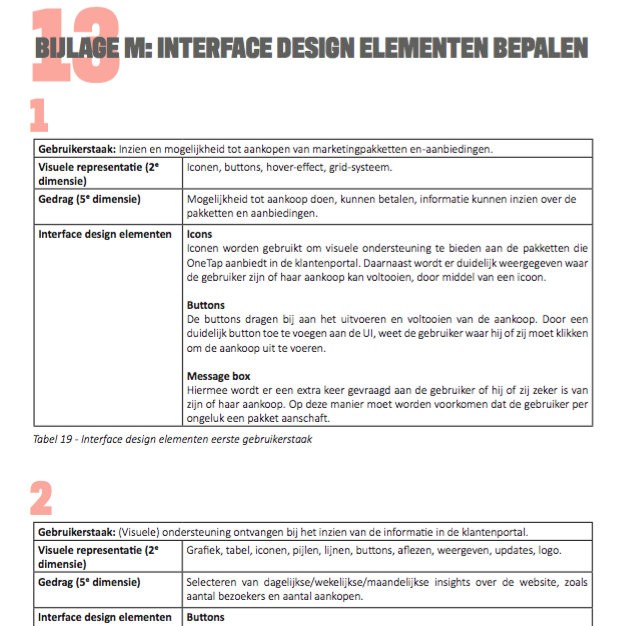 13
BIJLAGE M: INTERFACE DESIGN ELEMENTEN BEPALEN
1
Gebruikerstaak: Inzien en mogelijkheid tot aankopen van marketingpakketten en-aanbiedingen.
Visuele representatie (2e dimensie)
Iconen, buttons, hover-effect, grid-systeem.
Gedrag (5e dimensie)
Mogelijkheid tot aankoop doen, kunnen betalen, informatie kunnen inzien over de
pakketten en aanbiedingen.
Interface design elementen
Icons
Iconen worden gebruikt om visuele ondersteuning te bieden aan de pakketten die
OneTap aanbiedt in de klantenportal. Daarnaast wordt er duidelijk weergegeven waar
de gebruiker zijn of haar aankoop kan voltooien, door middel van een icoon.
Buttons
De buttons dragen bij aan het uitvoeren en voltooien van de aankoop. Door een
duidelijk button toe te voegen aan de UI, weet de gebruiker waar hij of zij moet klikken
om de aankoop uit te voeren.
Message box
Hiermee wordt er een extra keer gevraagd aan de gebruiker of hij of zij zeker is van
zijn of haar aankoop. Op deze manier moet worden voorkomen dat de gebruiker per
ongeluk een pakket aanschaft.
Tabel 19 - Interface design elementen eerste gebruikerstaak
2
Gebruikerstaak: (Visuele) ondersteuning ontvangen bij het inzien van de informatie in de klantenportal.
Visuele representatie (2e dimensie)
Grafiek, tabel, iconen, pijlen, lijnen, buttons, aflezen, weergeven, updates, logo.
Gedrag (5e dimensie)
Selecteren van dagelijkse/wekelijkse/maandelijkse insights over de website, zoals
aantal bezoekers en aantal aankopen.
Interface design elementen
Buttons